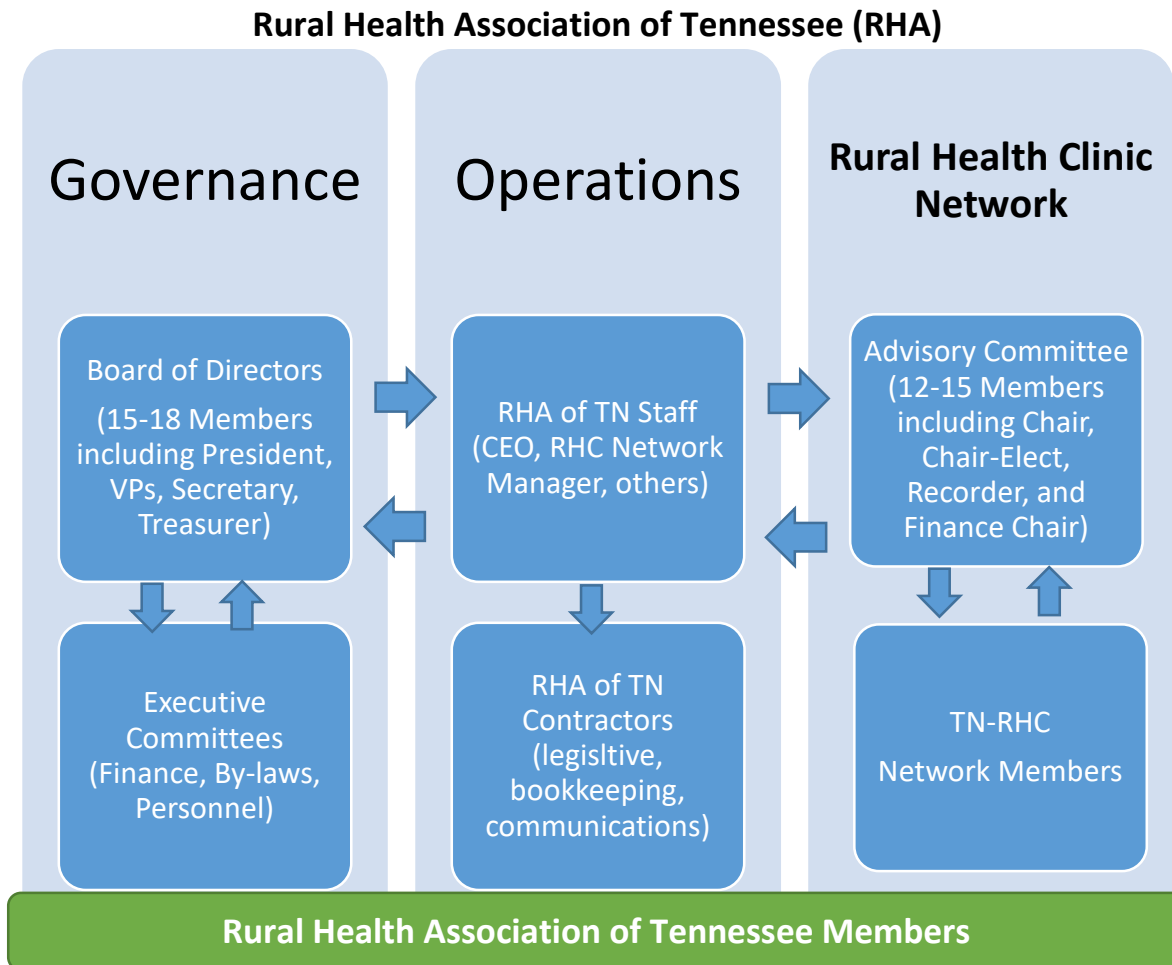 Rural Health Association of Tennessee (RHA)
Governance
Board of Directors
(15-18 Members
including President,
VPs, Secretary,
Treasurer)
Executive
Committees
(Finance, By-laws,
Personnel)
Operations
RHA of TN Staff
(CEO, RHC Network
Manager, others)
RHA of TN
Contractors
(legisltive,
bookkeeping,
communications)
Rural Health Clinic
Network
Advisory Committee
(12-15 Members
including Chair,
Chair-Elect,
Recorder, and
Finance Chair)
TN-RHC
Network Members
Rural Health Association of Tennessee Members